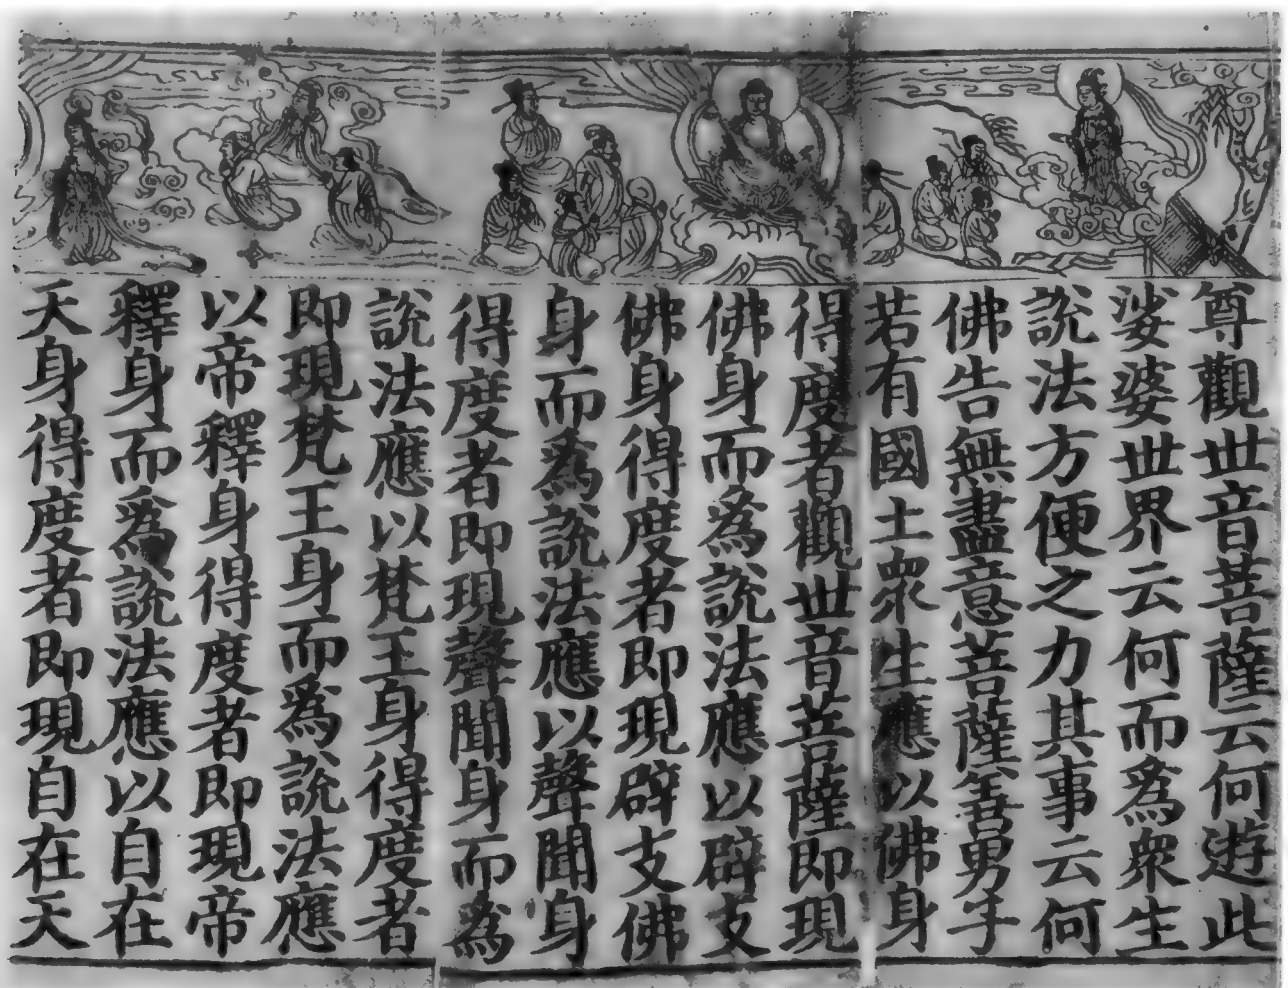 尊觀世音菩薩云何遊此
娑婆世界云何而爲衆生
說法方便之力其事云何
佛告無盡意菩薩善男子
若有國土衆生應以佛身
得度者觀世音菩薩即現
佛身而爲說法應以辟支
佛身得度者即現辟支佛
身而爲說法應以聲聞身
得度者即現聲聞身而爲
說法應以梵王身得度者
即現梵王身而爲說法應
以帝釋身得度者即現帝
釋身而爲說法應以自在
天身得度者即現自在天